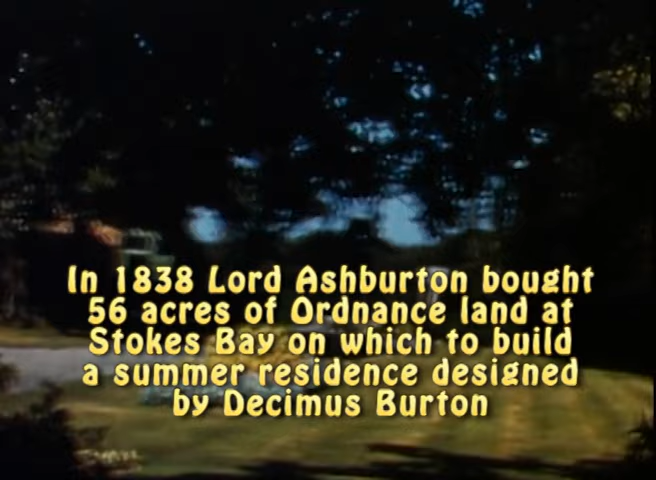 In 1838 Lord Ashburton bought
56 acres of Ordnance land at
Stokes Bay on which to build
a summer residence designed
by Decimus Burton